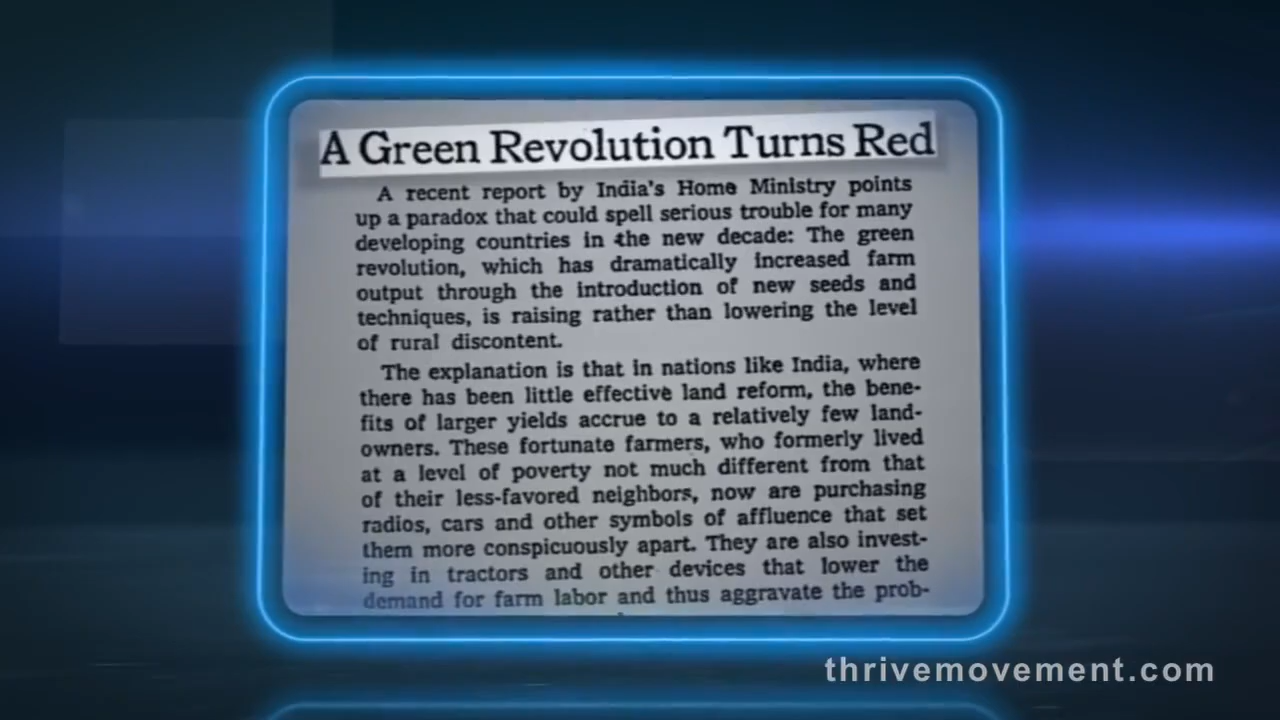 A Green Revolution Turns Red
A recent report by India's Home Ministry points
up a paradox that could spell serious trouble for many
developing countries in the new decade: The green
revolution, which has dramatically increased farm
output through the introduction of new seeds and
techniques, is raising rather than lowering the level
of rural discontent.
The explanation is that in nations like India, where
there has been little effective land reform, the bene-
fits of larger yields accrue to a relatively few land-
owners. These fortunate farmers, who formerly lived
at a level of poverty not much different from that
of their less-favored neighbors, now are purchasing
radios, cars and other symbols of affluence that set
them more conspicuously apart. They are also invest-
ing in tractors and other devices that lower the
demand for farm labor and thus aggravate the prob-
thrivemovement.com